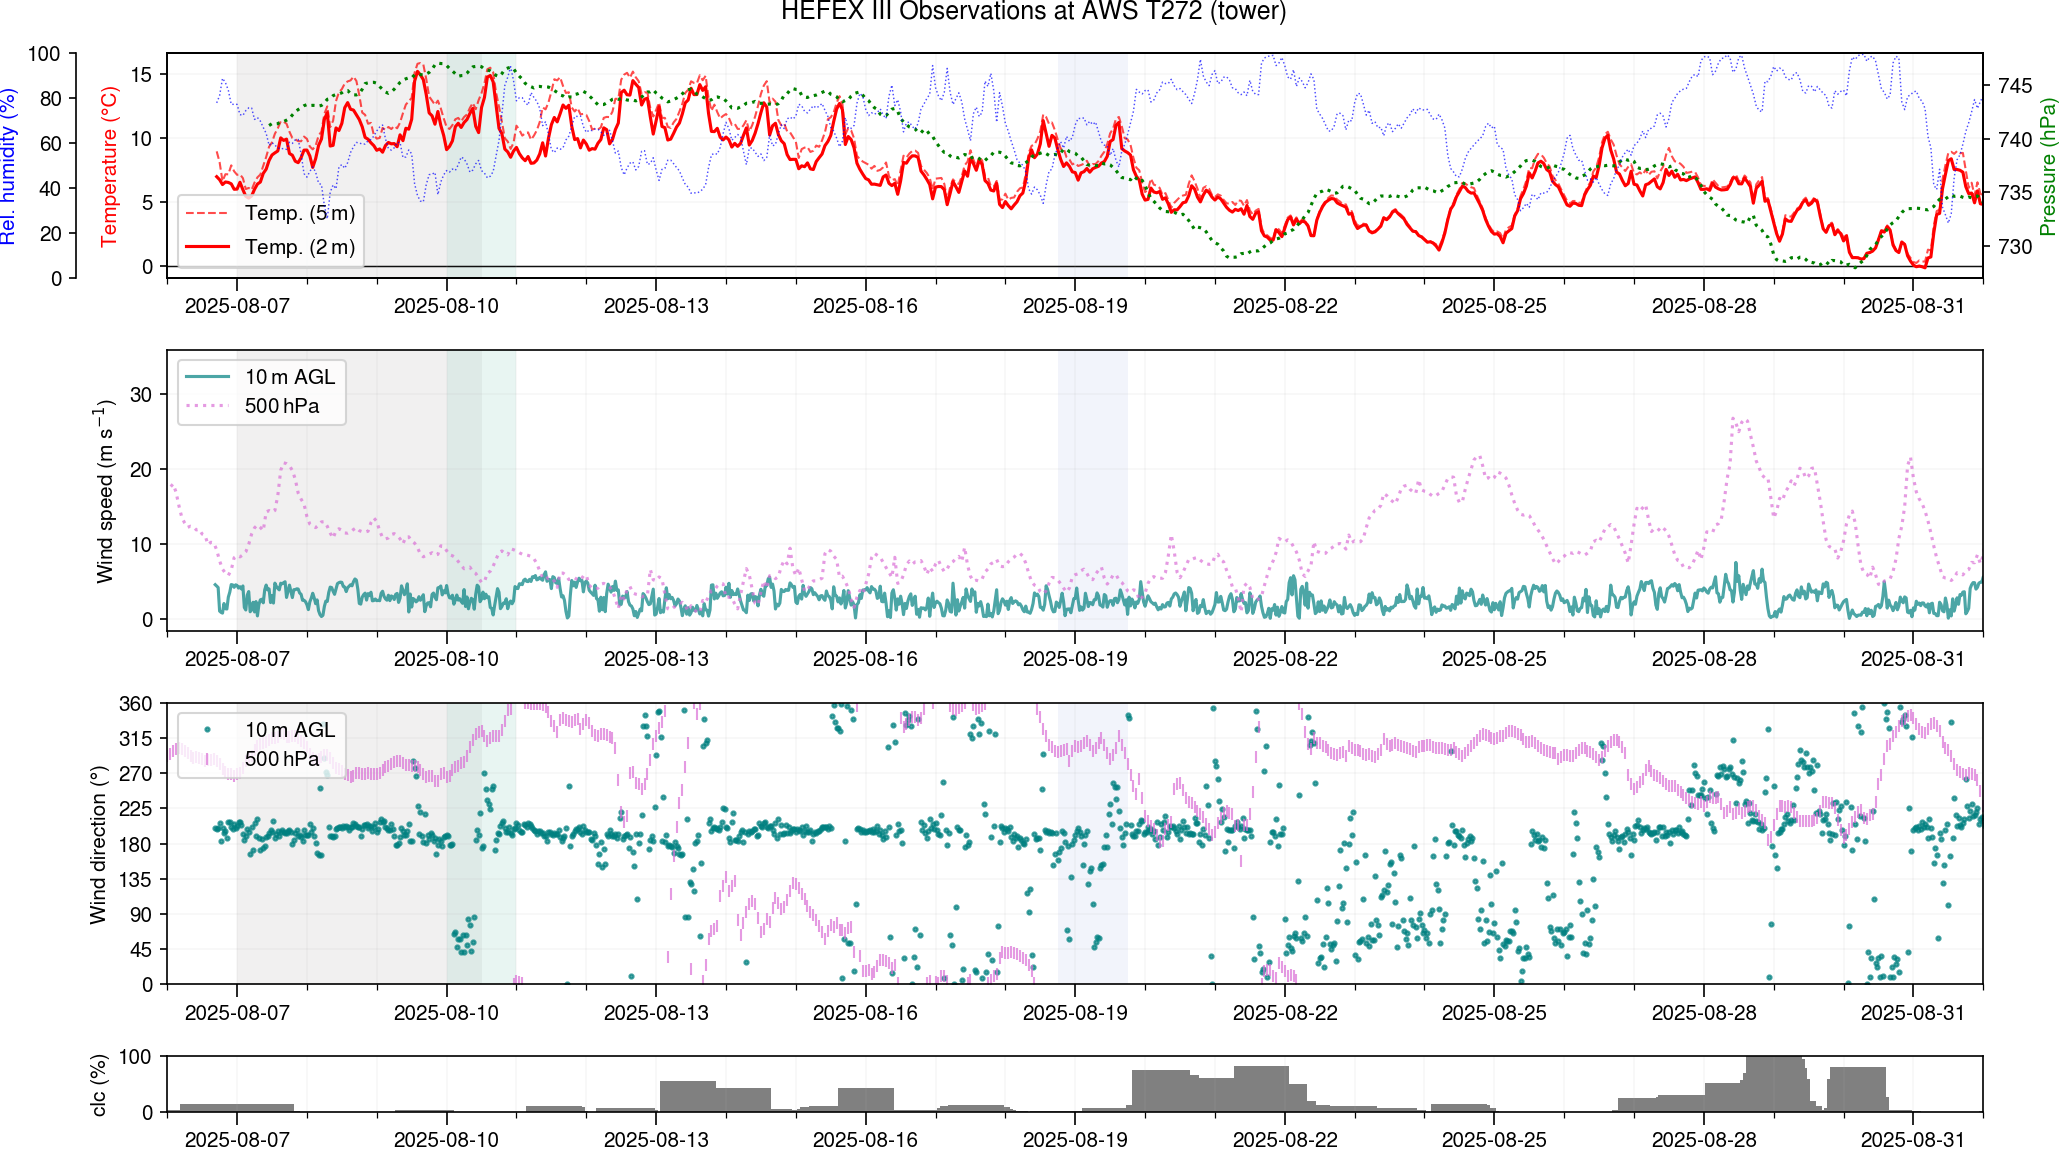 HEFEX III Observations at AWS T272 (tower)
Rel. humidity (%)
100
80
60
40
20
0
Temperature (°C)
15
10
5
0
Temp. (5 m)
Temp. (2 m)
745
740
735
730
Pressure (hPa)
2025-08-07 2025-08-10 2025-08-13 2025-08-16 2025-08-19 2025-08-22 2025-08-25 2025-08-28 2025-08-31
Wind speed (m s⁻¹)
30
20
10
0
10 m AGL
500 hPa
2025-08-07 2025-08-10 2025-08-13 2025-08-16 2025-08-19 2025-08-22 2025-08-25 2025-08-28 2025-08-31
Wind direction (°)
360
315
270
225
180
135
90
45
0
10 m AGL
500 hPa
2025-08-07 2025-08-10 2025-08-13 2025-08-16 2025-08-19 2025-08-22 2025-08-25 2025-08-28 2025-08-31
clc (%)
100
0
2025-08-07 2025-08-10 2025-08-13 2025-08-16 2025-08-19 2025-08-22 2025-08-25 2025-08-28 2025-08-31